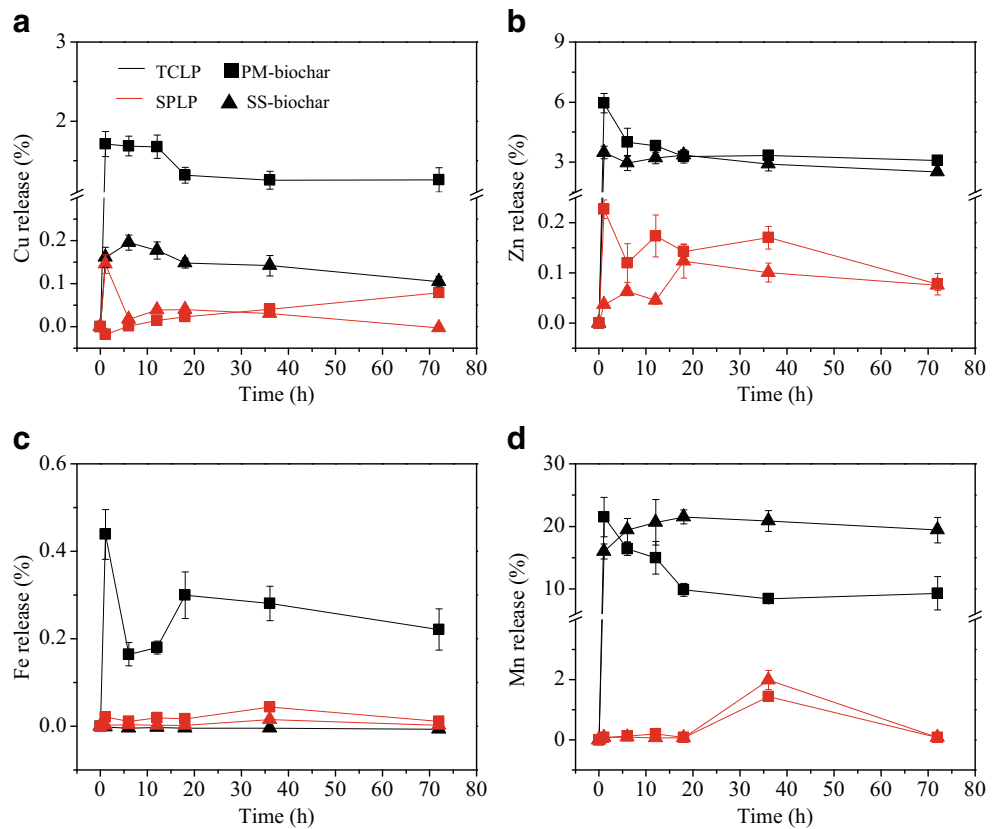 a
3
2
0.2
0.1
0.0
Cu release (%)
TCLP PM-biochar
SPLP SS-biochar
0 10 20 30 40 50 60 70 80
Time (h)
b
9
6
3
0.2
0.1
0.0
Zn release (%)
0 10 20 30 40 50 60 70 80
Time (h)
c
0.6
0.4
0.2
0.0
Fe release (%)
0 10 20 30 40 50 60 70 80
Time (h)
d
30
20
10
2
0
Mn release (%)
0 10 20 30 40 50 60 70 80
Time (h)